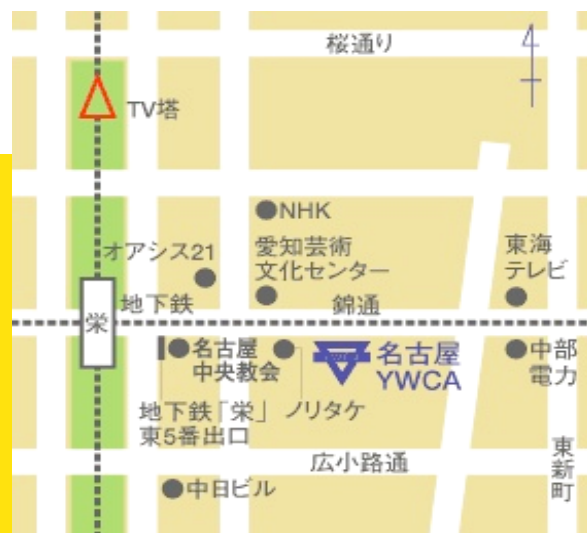 桜通り
TV塔
NHK
オアシス21
愛知芸術
文化センター
東海
テレビ
地下鉄
錦通
栄
名古屋
中央教会
名古屋
YWCA
中部
電力
地下鉄「栄」
東5番出口
ノリタケ
広小路通
東新町
中日ビル